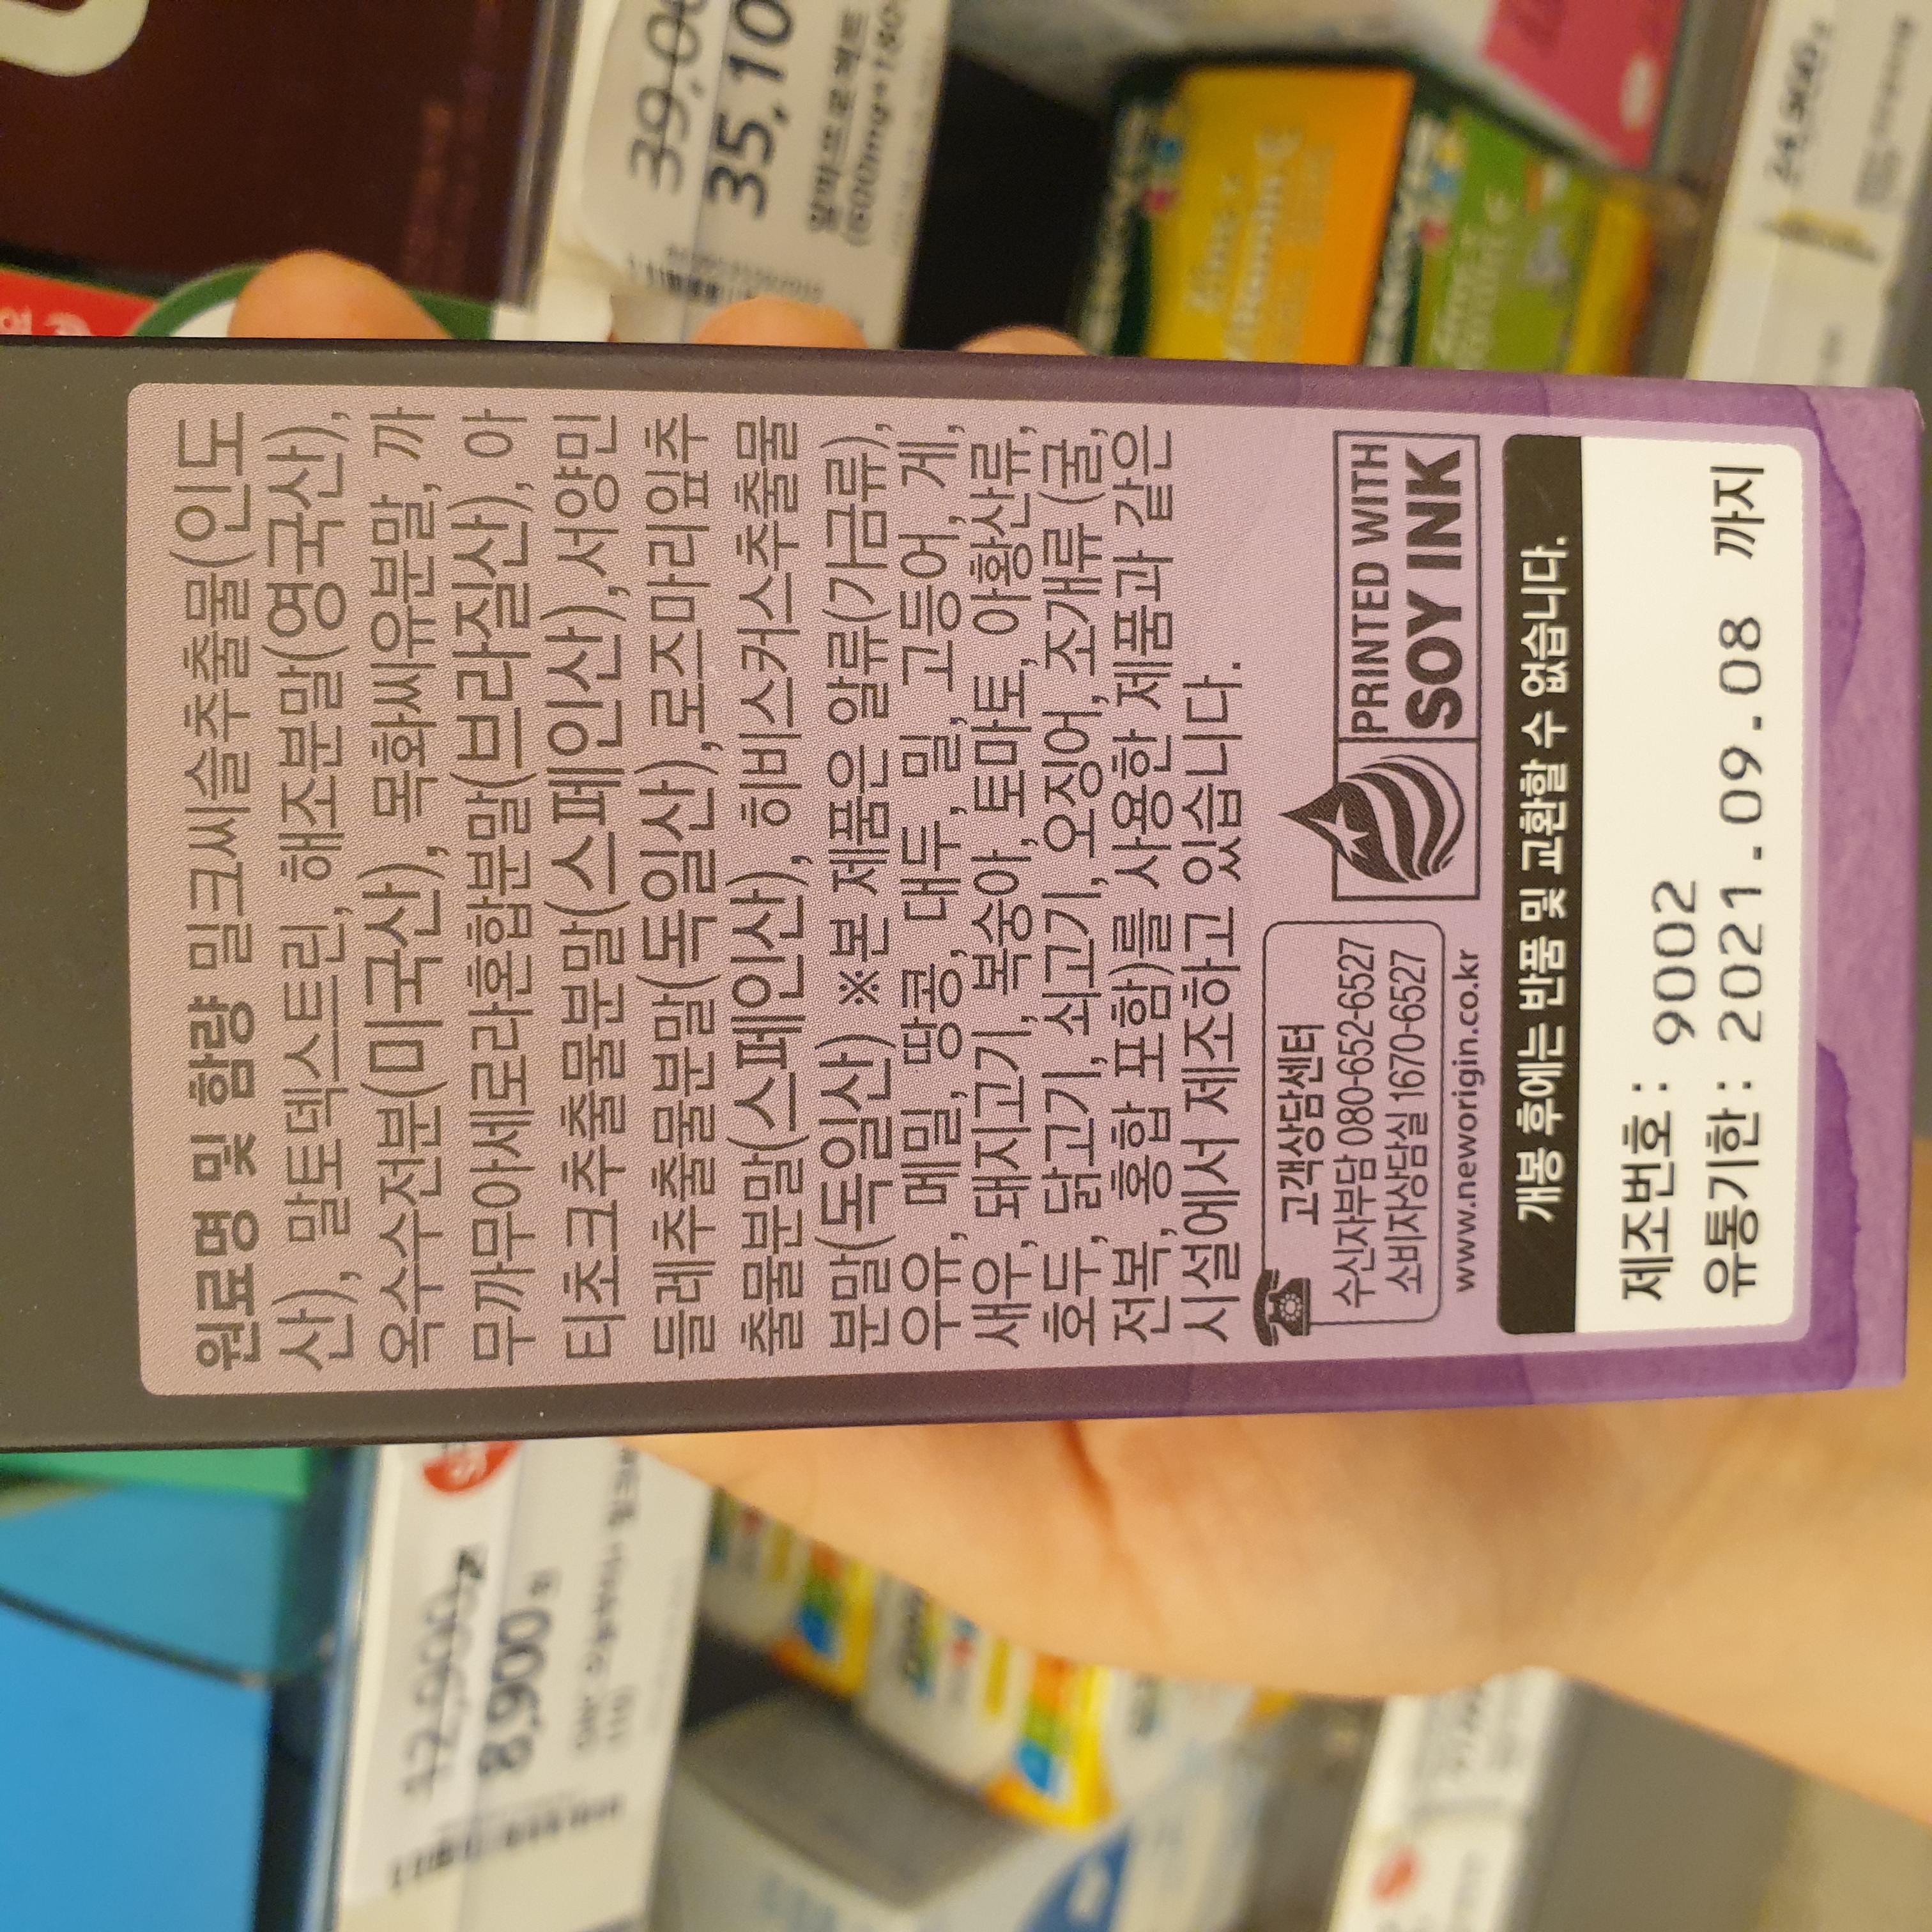 원료명 및 함량 밀크씨슬추출물(인도
산), 말토덱스트린, 해조분말(영국산),
옥수수전분(미국산), 목화씨유분말, 까
무까무아세로라혼합분말(브라질산), 아
티초크추출물분말(스페인산),서양민
들레추출물분말(독일산),로즈마리잎추
출물분말(스페인산), 히비스커스추출물
분말(독일산) ※본 제품은 알류(가금류),
우유, 메밀, 땅콩, 대두, 밀, 고등어, 게,
새우, 돼지고기, 복숭아, 토마토, 아황산류,
호두, 닭고기, 쇠고기, 오징어, 조개류 (굴,
전복, 홍합 포함)를 사용한 제품과 같은
시설에서 제조하고 있습니다.
고객상담센터
수신자부담 080-652-6527
소비자상담실 1670-6527
www.neworigin.co.kr
PRINTED WITH
SOY INK
개봉 후에는 반품 및 교환할 수 없습니다.
제조번호 : 9002
유통기한 : 2021.09.08 까지
12,900
8,900
39,00
35,10
알파프로젝트
(600mg*180
24,900